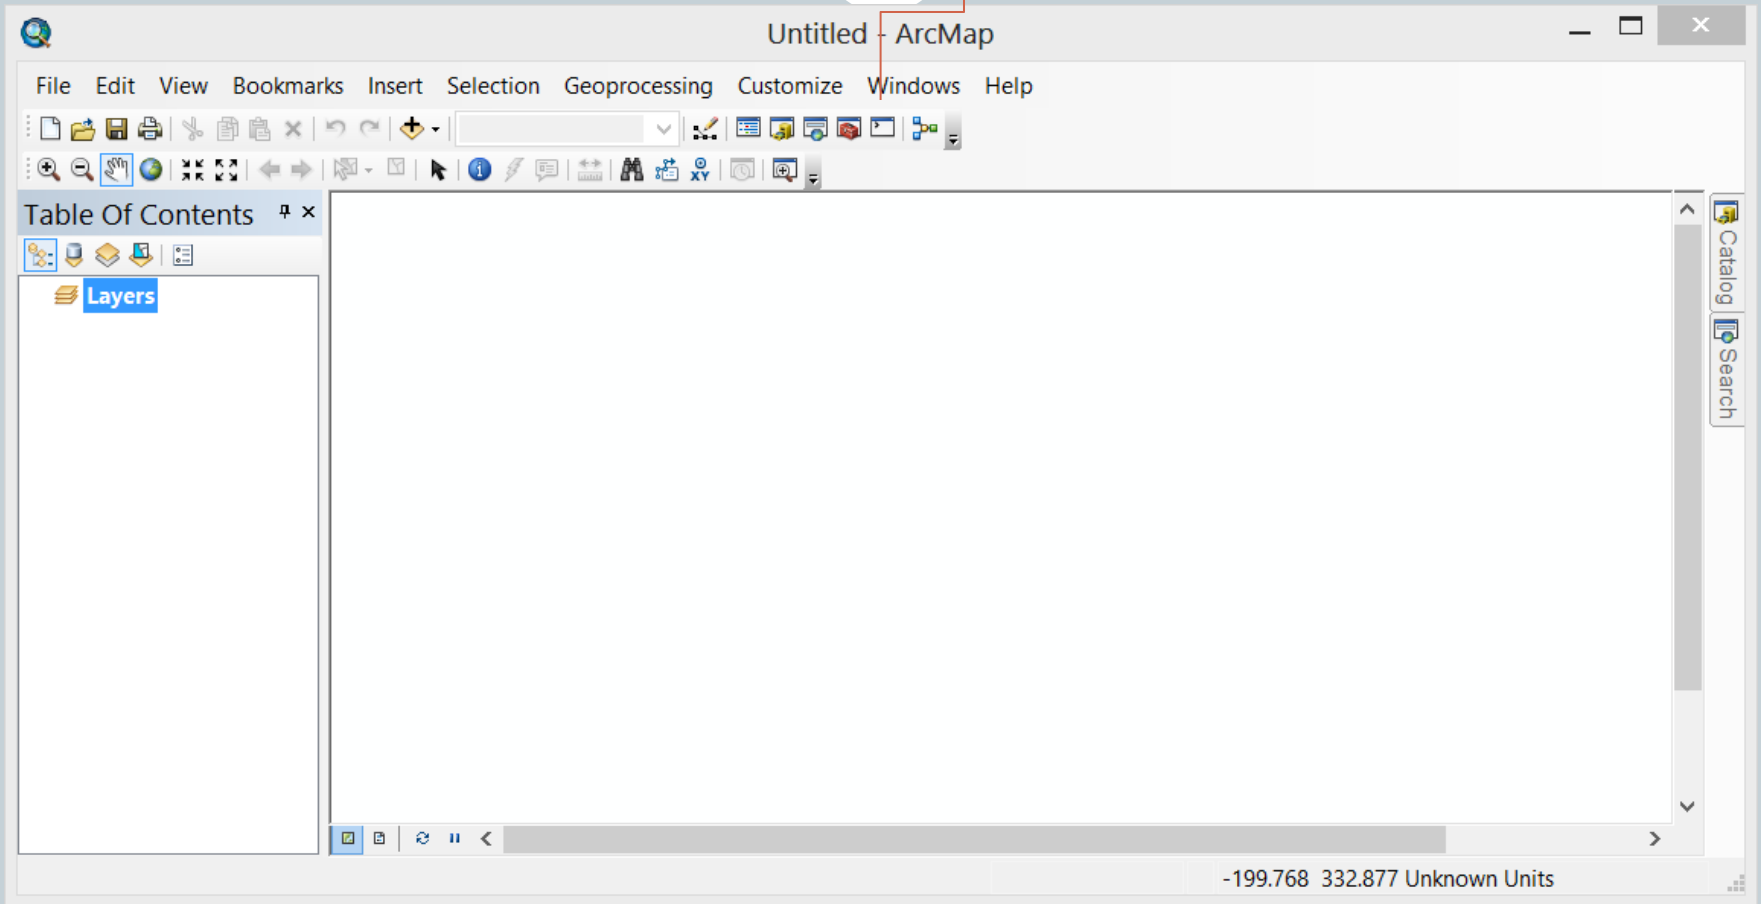 Untitled - ArcMap
File Edit View Bookmarks Insert Selection Geoprocessing Customize Windows Help
XY
Table Of Contents
Layers
Catalog
Search
-199.768 332.877 Unknown Units